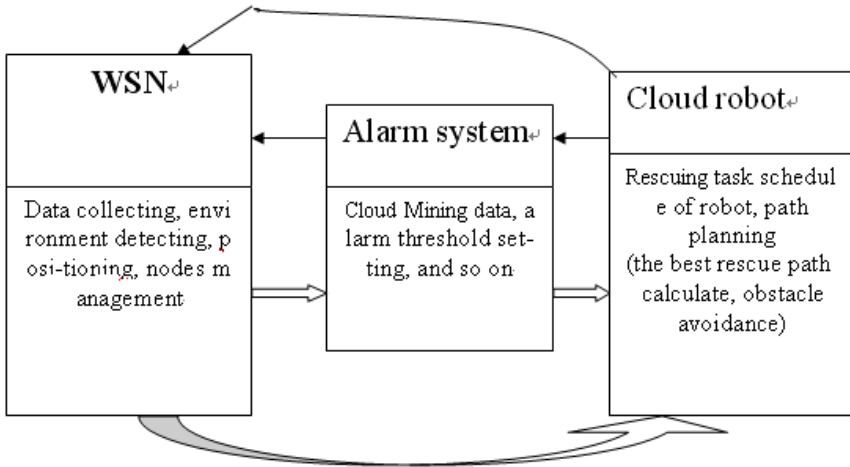 WSN
Data collecting, envi
ronment detecting, p
osi-tioning, nodes m
anagement
Alarm system
Cloud Mining data, a
larm threshold set-
ting, and so on
Cloud robot
Rescuing task schedul
e of robot, path
planning
(the best rescue path
calculate, obstacle
avoidance)